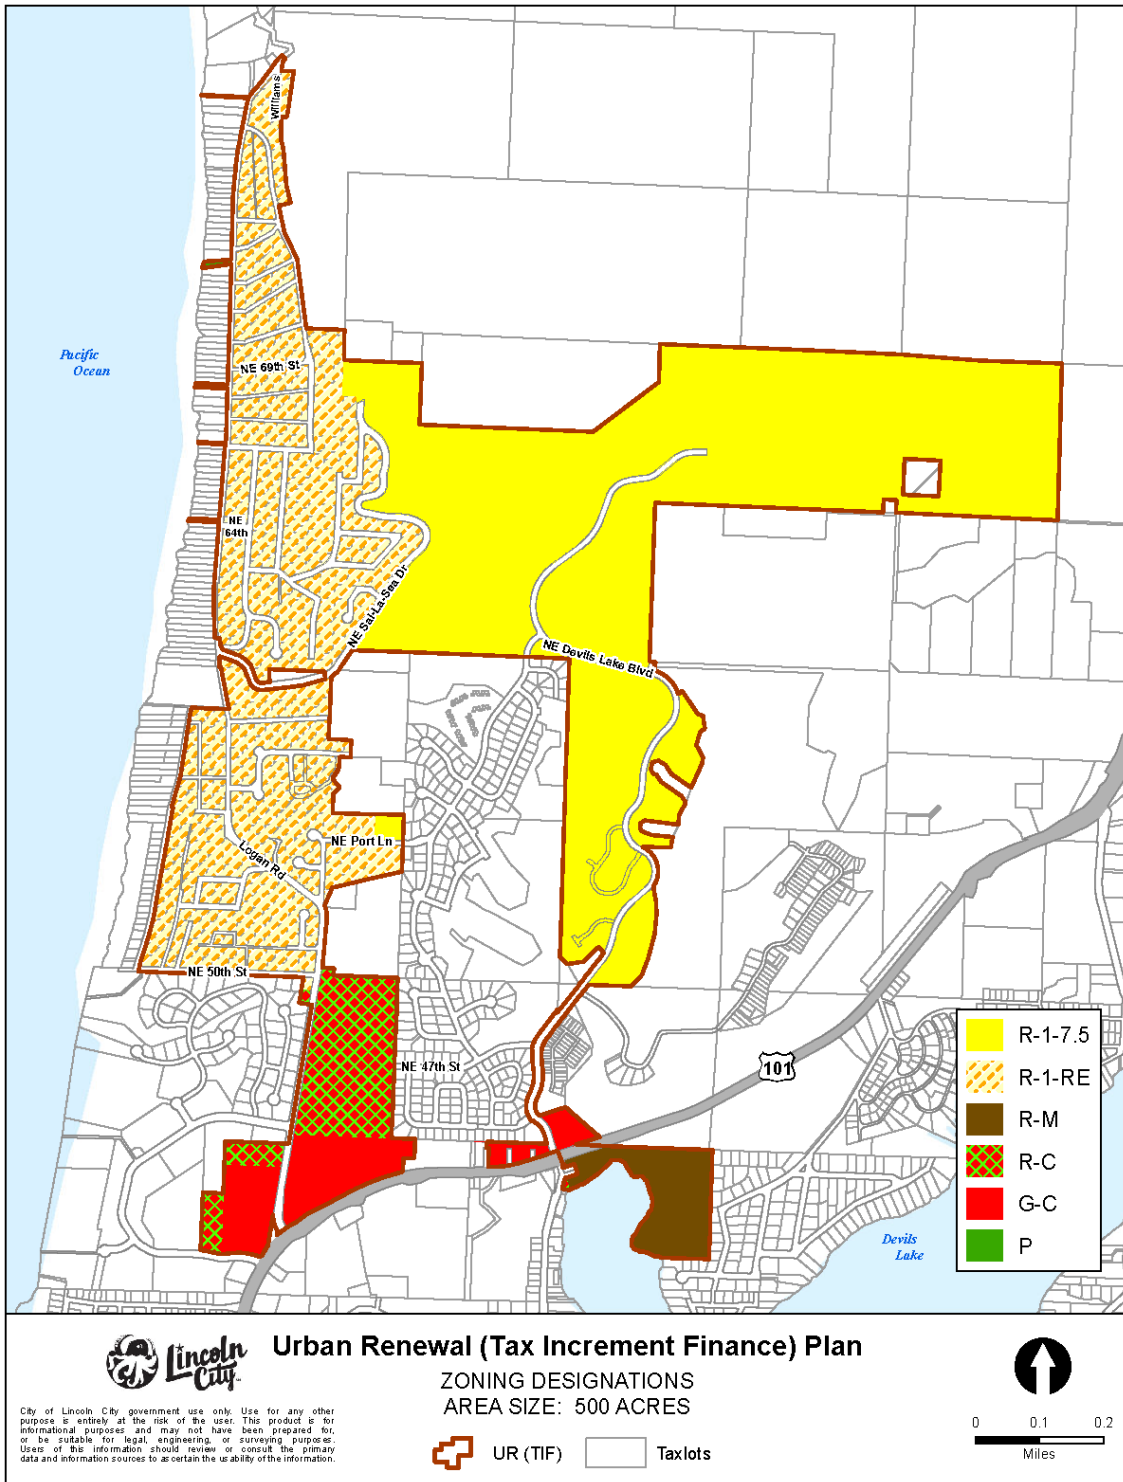 Williams
Pacific
Ocean
NE 69th St
NE
64th
NE Sal-La-Sea Dr
NE Devils Lake Blvd
NE Port Ln
Logan Rd
NE 50th St
NE 47th St
101
Devils
Lake
R-1-7.5
R-1-RE
R-M
R-C
G-C
P
Lincoln
City
Urban Renewal (Tax Increment Finance) Plan
ZONING DESIGNATIONS
AREA SIZE: 500 ACRES
UR (TIF)
Taxlots
0 0.1 0.2
Miles
City of Lincoln City government use only. Use for any other
purpose is entirely at the risk of the user. This product is for
informational purposes and may not have been prepared for,
or be suitable for legal, engineering, or surveying purposes.
Users of this information should review or consult the primary
data and information sources to ascertain the usability of the information.